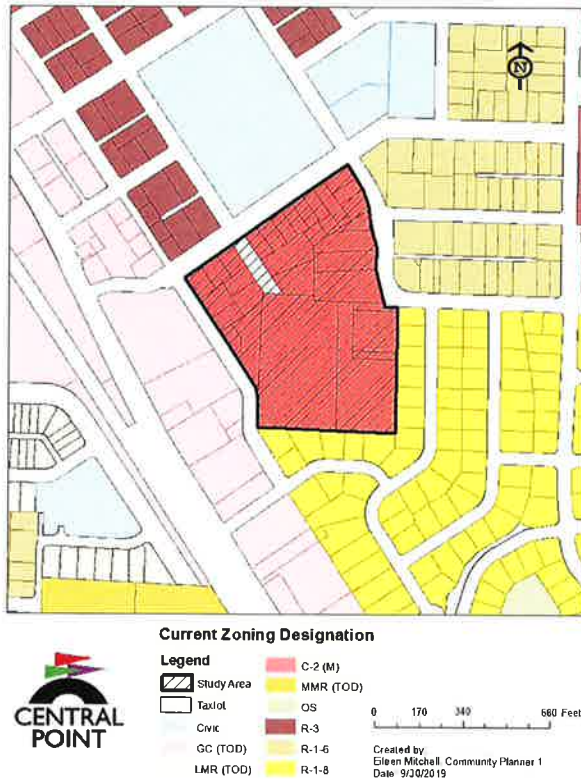 N
Current Zoning Designation
Legend
Study Area
Taxlot
Civic
GC (TOD)
LMR (TOD)
C-2 (M)
MMR (TOD)
OS
R-3
R-1-6
R-1-8
0 170 340 660 Feet
Created by
Eileen Mitchell, Community Planner 1
Date 9/30/2019
CENTRAL
POINT